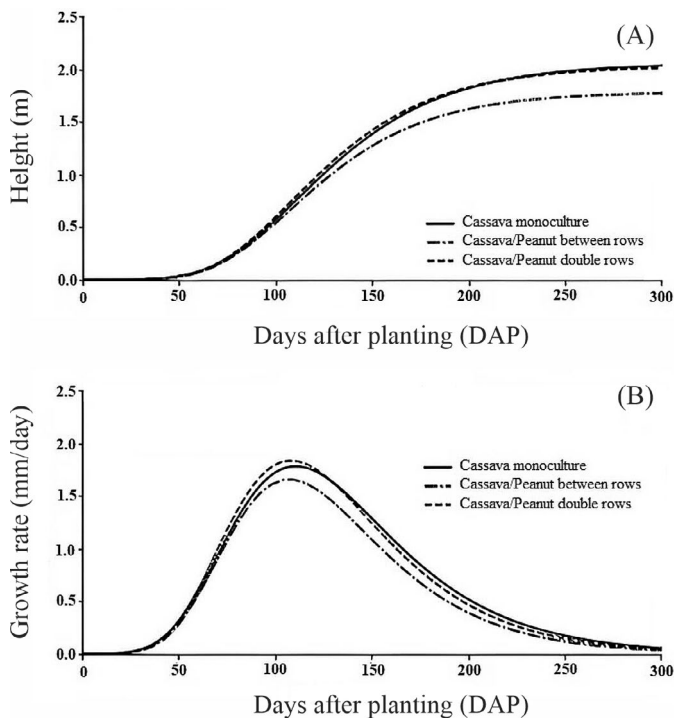 (A)
2.5
2.0
1.5
1.0
0.5
0.0
Helght (m)
Cassava monoculture
Cassava/Peanut between rows
Cassava/Peanut double rows
0 50 100 150 200 250 300
Days after planting (DAP)
(B)
2.5
2.0
1.5
1.0
0.5
0.0
Growth rate (mm/day)
Cassava monoculture
Cassava/Peanut between rows
Cassava/Peanut double rows
0 50 100 150 200 250 300
Days after planting (DAP)